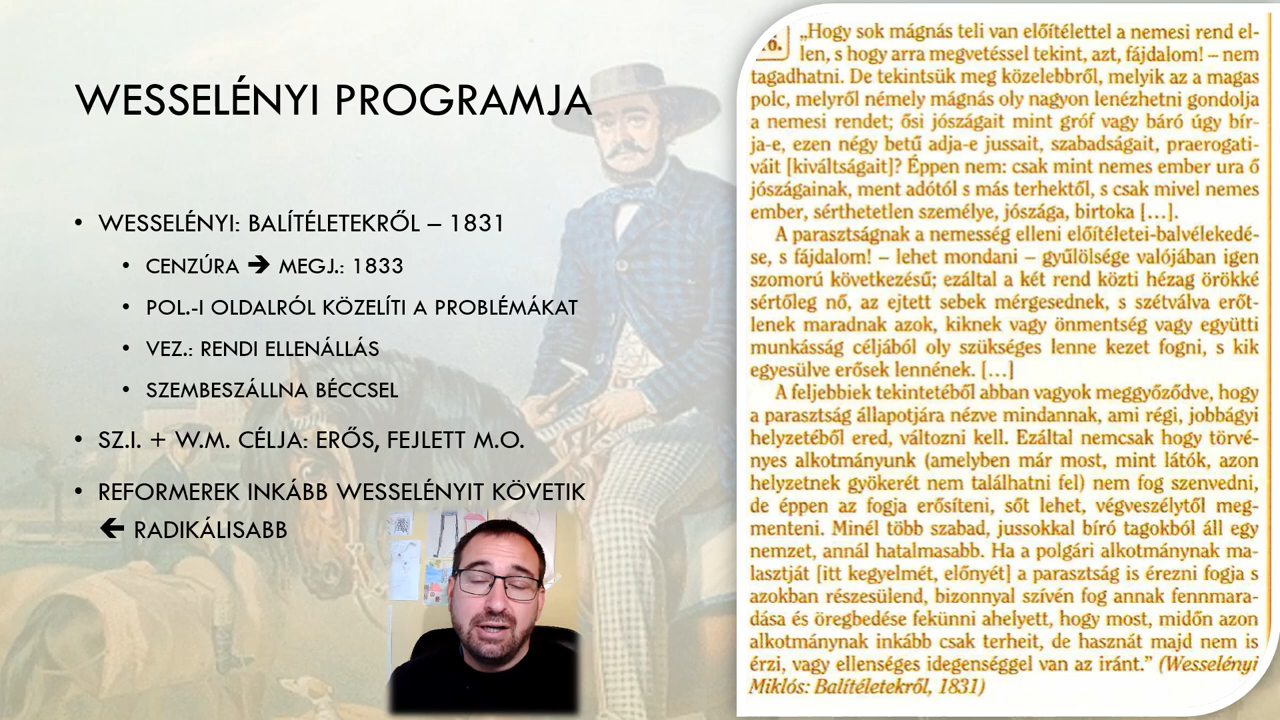 WESSELÉNYI PROGRAMJA
• WESSELÉNYI: BALÍTÉLETEKRŐL – 1831
• CENZÚRA → MEGJ.: 1833
• POL.-I OLDALRÓL KÖZELÍTI A PROBLÉMÁKAT
• VEZ.: RENDI ELLENÁLLÁS
• SZEMBESZÁLLNA BÉCCSEL
• SZ.I. + W.M. CÉLJA: ERŐS, FEJLETT M.O.
• REFORMEREK INKÁBB WESSELÉNYIT KÖVETIK
← RADIKÁLISABB
„Hogy sok mágnás teli van előítélettel a nemesi rend el-
len, s hogy arra megvetéssel tekint, azt, fájdalom! – nem
tagadhatni. De tekintsük meg közelebbről, melyik az a magas
polc, melyről némely mágnás oly nagyon lenézhetni gondolja
a nemesi rendet; ősi jószágait mint gróf vagy báró úgy bír-
ja-e, ezen négy betű adja-e jussait, szabadságait, praerogati-
váit [kiváltságait]? Éppen nem: csak mint nemes ember ura ő
jószágainak, ment adótól s más terhektől, s csak mivel nemes
ember, sérthetetlen személye, jószága, birtoka […].
A parasztságnak a nemesség elleni előítéletei-balvélekedé-
se, s fájdalom! – lehet mondani – gyűlölsége valójában igen
szomorú következésű; ezáltal a két rend közti hézag örökké
sértőleg nő, az ejtett sebek mérgesednek, s szétválva erőt-
lenek maradnak azok, kiknek vagy önmentség vagy együtti
munkásság céljából oly szükséges lenne kezet fogni, s kik
egyesülve erősek lennének. […]
A feljebbiek tekintetéből abban vagyok meggyőződve, hogy
a parasztság állapotjára nézve mindannak, ami régi, jobbágyi
helyzetéből ered, változni kell. Ezáltal nemcsak hogy törvé-
nyes alkotmányunk (amelyben már most, mint látók, azon
helyzetnek gyökerét nem találhatni fel) nem fog szenvedni,
de éppen az fogja erősíteni, sőt lehet, végveszélytől meg-
menteni. Minél több szabad, jussokkal bíró tagokból áll egy
nemzet, annál hatalmasabb. Ha a polgári alkotmánynak ma-
lasztját [itt kegyelmét, előnyét] a parasztság is érezni fogja s
azokban részesülend, bizonnyal szívén fog annak fennmara-
dása és öregbedése fekünni ahelyett, hogy most, midőn azon
alkotmánynak inkább csak terheit, de hasznát majd nem is
érzi, vagy ellenséges idegenséggel van az iránt.” (Wesselényi
Miklós: Balítéletekről, 1831)